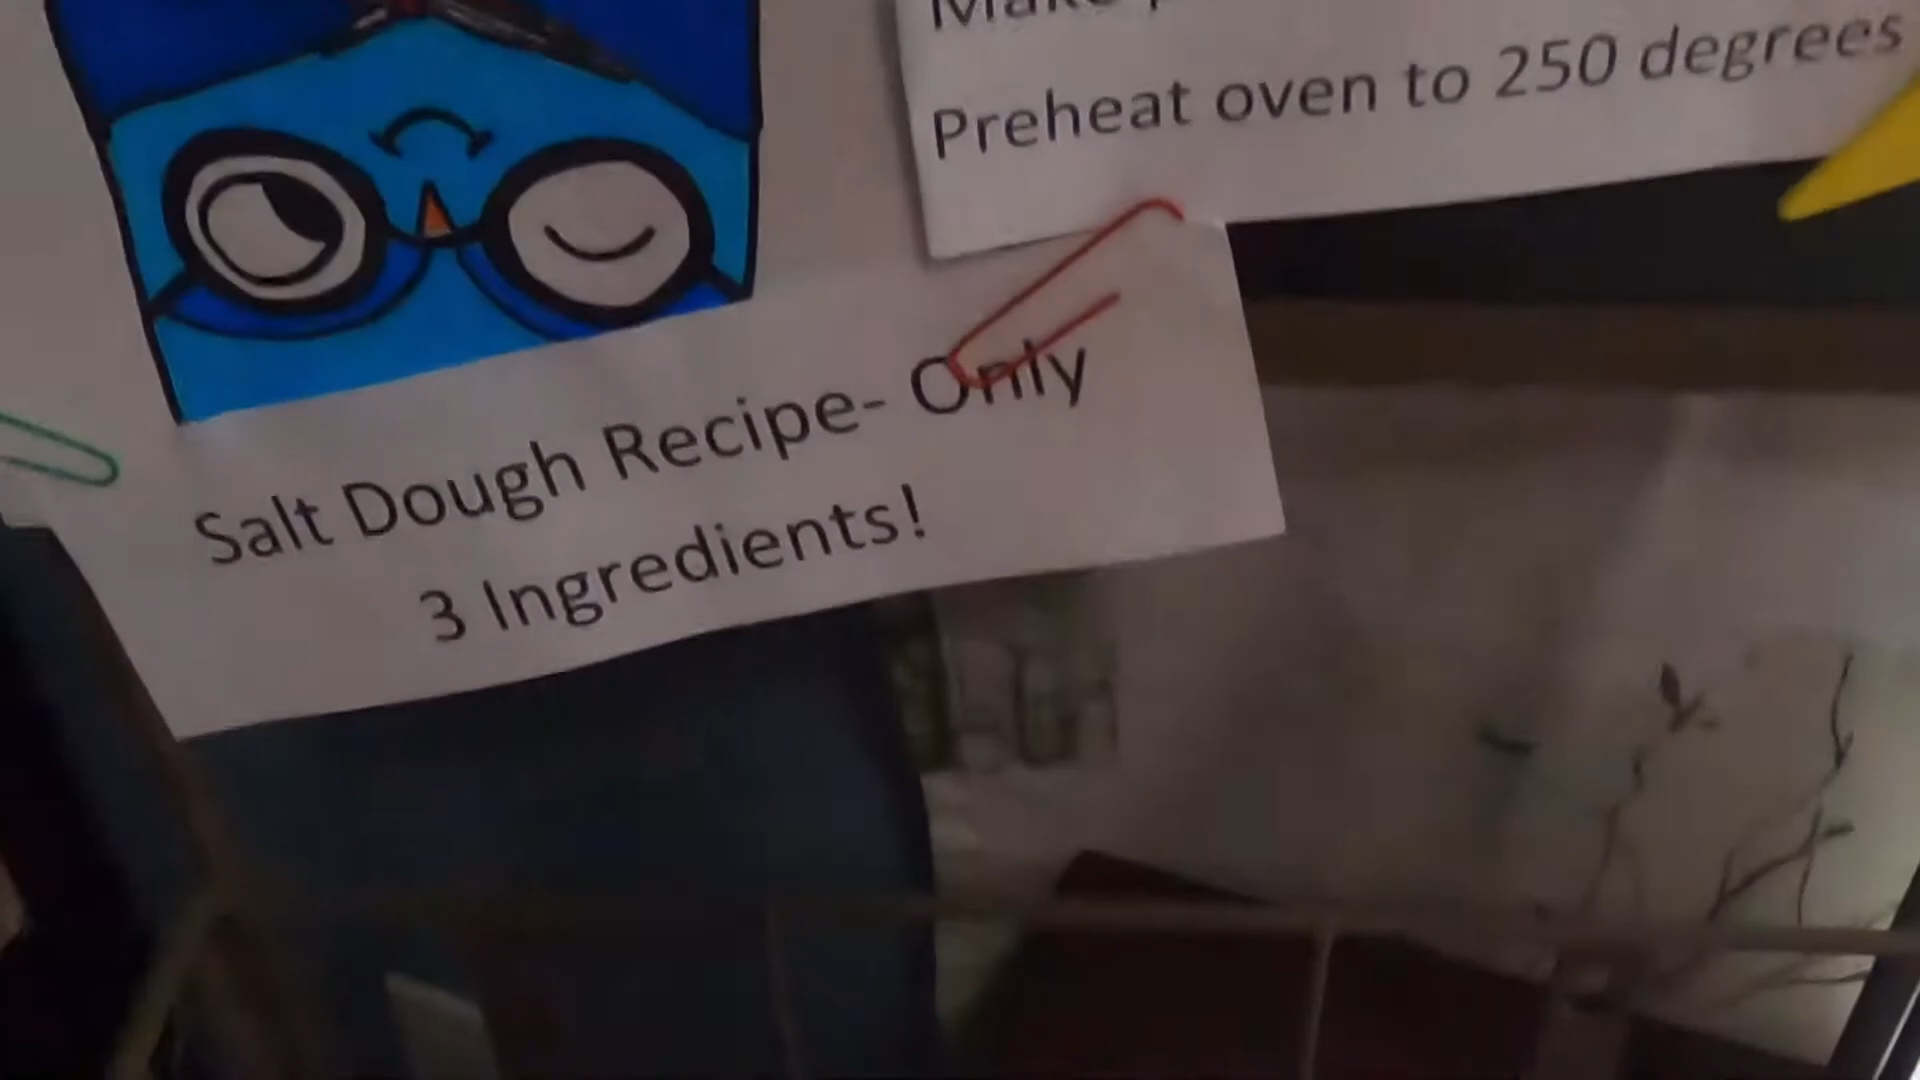 Preheat oven to 250 degrees
Salt Dough Recipe- Only
3 Ingredients!